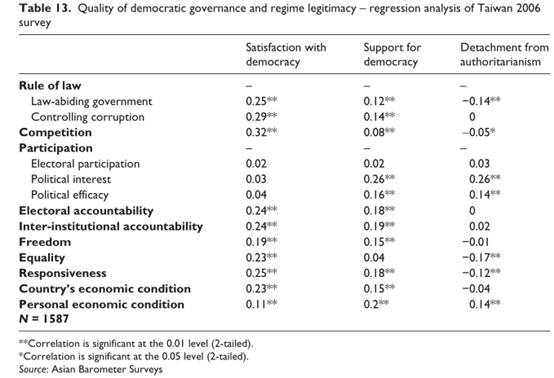 Table 13. Quality of democratic governance and regime legitimacy – regression analysis of Taiwan 2006
survey
Satisfaction with democracy Support for democracy Detachment from authoritarianism
Rule of law – – –
Law-abiding government 0.25** 0.12** −0.14**
Controlling corruption 0.29** 0.14** 0
Competition 0.32** 0.08** −0.05*
Participation – – –
Electoral participation 0.02 0.02 0.03
Political interest 0.03 0.26** 0.26**
Political efficacy 0.04 0.16** 0.14**
Electoral accountability 0.24** 0.18** 0
Inter-institutional accountability 0.24** 0.19** 0.02
Freedom 0.19** 0.15** −0.01
Equality 0.23** 0.04 −0.17**
Responsiveness 0.25** 0.18** −0.12**
Country's economic condition 0.23** 0.15** −0.04
Personal economic condition 0.11** 0.2** 0.14**
N = 1587
**Correlation is significant at the 0.01 level (2-tailed).
*Correlation is significant at the 0.05 level (2-tailed).
Source: Asian Barometer Surveys